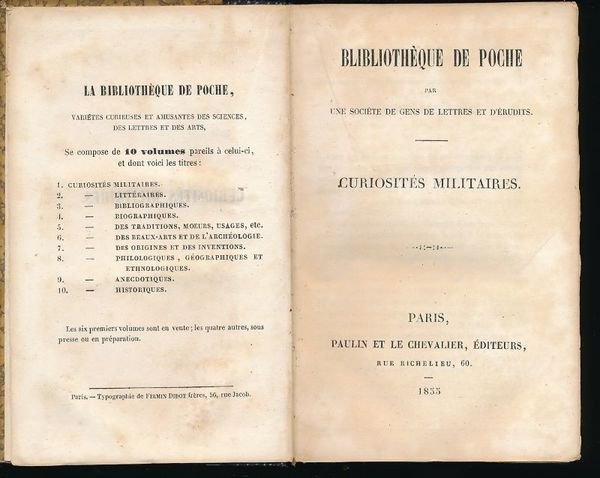 LA BIBLIOTHÈQUE DE POCHE,
VARIÉTÉS CURIEUSES ET AMUSANTES DES SCIENCES,
DES LETTRES ET DES ARTS,
Se compose de 10 volumes pareils à celui-ci,
et dont voici les titres :
1. CURIOSITÉS MILITAIRES.
2. — LITTÉRAIRES.
3. — BIBLIOGRAPHIQUES.
4. — BIOGRAPHIQUES.
5. — DES TRADITIONS, MŒURS, USAGES, etc.
6. — DES BEAUX-ARTS ET DE L'ARCHÉOLOGIE.
7. — DES ORIGINES ET DES INVENTIONS.
8. — PHILOLOGIQUES, GÉOGRAPHIQUES ET
ETHNOLOGIQUES.
9. — ANECDOTIQUES.
10. — HISTORIQUES.
Les six premiers volumes sont en vente ; les quatre autres, sous
presse ou en préparation.
Paris. — Typographie de FIRMIN DIDOT frères, 56, rue Jacob.
BLIBLIOTHÈQUE DE POCHE
PAR
UNE SOCIÉTÉ DE GENS DE LETTRES ET D'ÉRUDITS.
CURIOSITÉS MILITAIRES.
PARIS,
PAULIN ET LE CHEVALIER, ÉDITEURS,
RUE RICHELIEU, 60.
1855